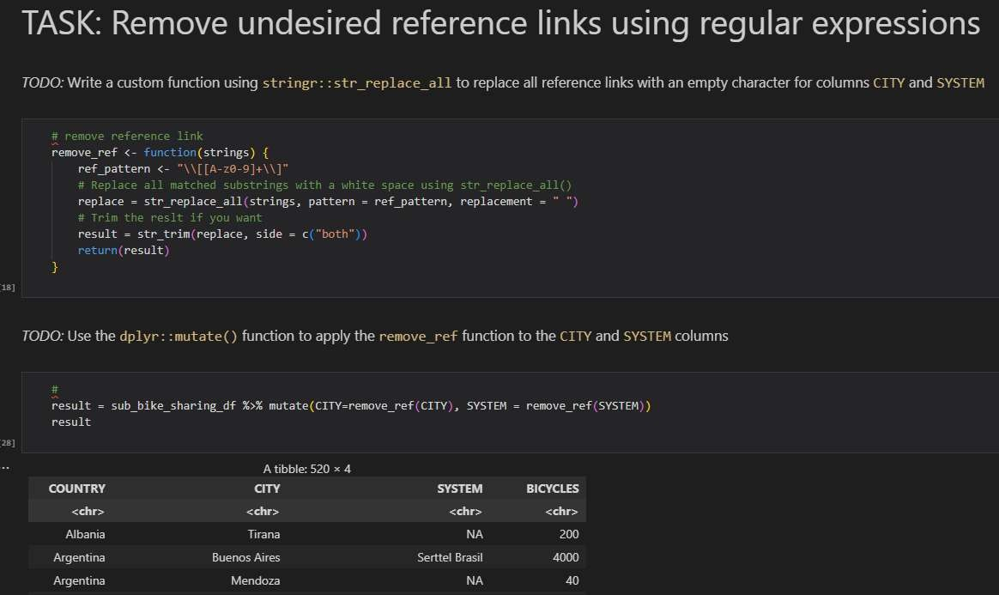 TASK: Remove undesired reference links using regular expressions
TODO: Write a custom function using stringr::str_replace_all to replace all reference links with an empty character for columns CITY and SYSTEM
# remove reference link
remove_ref <- function(strings) {
ref_pattern <- "\\[[A-z0-9]+\\]"
# Replace all matched substrings with a white space using str_replace_all()
replace = str_replace_all(strings, pattern = ref_pattern, replacement = " ")
# Trim the reslt if you want
result = str_trim(replace, side = c("both"))
return(result)
}
[18]
TODO: Use the dplyr::mutate() function to apply the remove_ref function to the CITY and SYSTEM columns
#
result = sub_bike_sharing_df %>% mutate(CITY=remove_ref(CITY), SYSTEM = remove_ref(SYSTEM))
result
[28]
...
A tibble: 520 × 4
COUNTRY CITY SYSTEM BICYCLES
<chr> <chr> <chr> <chr>
Albania Tirana NA 200
Argentina Buenos Aires Serttel Brasil 4000
Argentina Mendoza NA 40